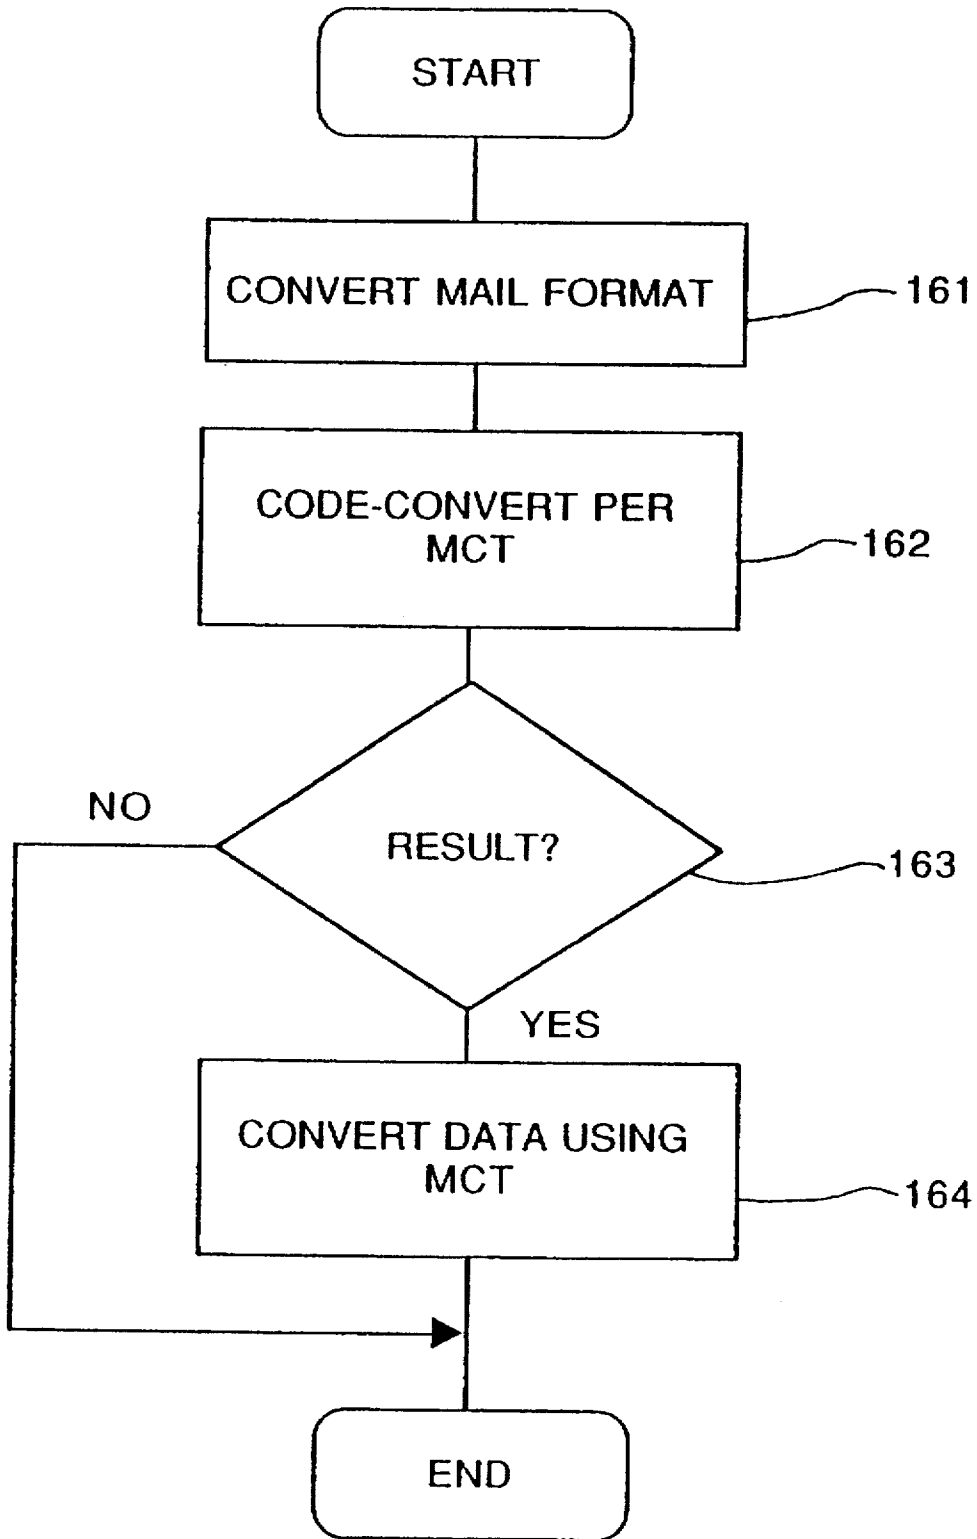 START
CONVERT MAIL FORMAT
161
CODE-CONVERT PER
MCT
162
NO
RESULT?
163
YES
CONVERT DATA USING
MCT
164
END